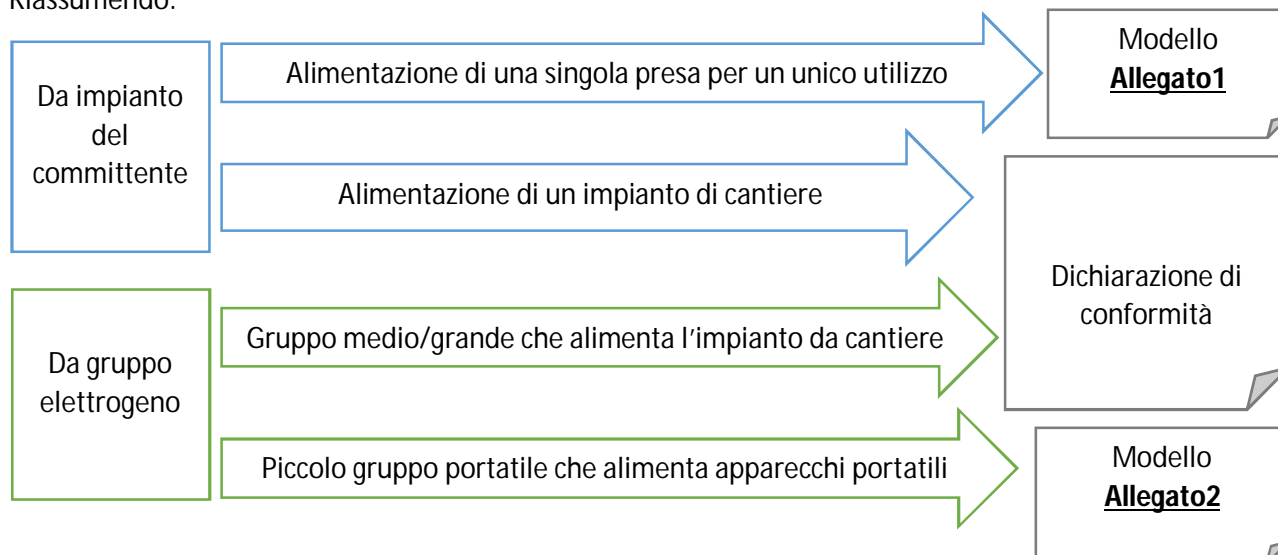 Riassumendo:
Da impianto
del
committente
Alimentazione di una singola presa per un unico utilizzo
Modello
Allegato1
Alimentazione di un impianto di cantiere
Dichiarazione di
conformità
Da gruppo
elettrogeno
Gruppo medio/grande che alimenta l’impianto da cantiere
Piccolo gruppo portatile che alimenta apparecchi portatili
Modello
Allegato2